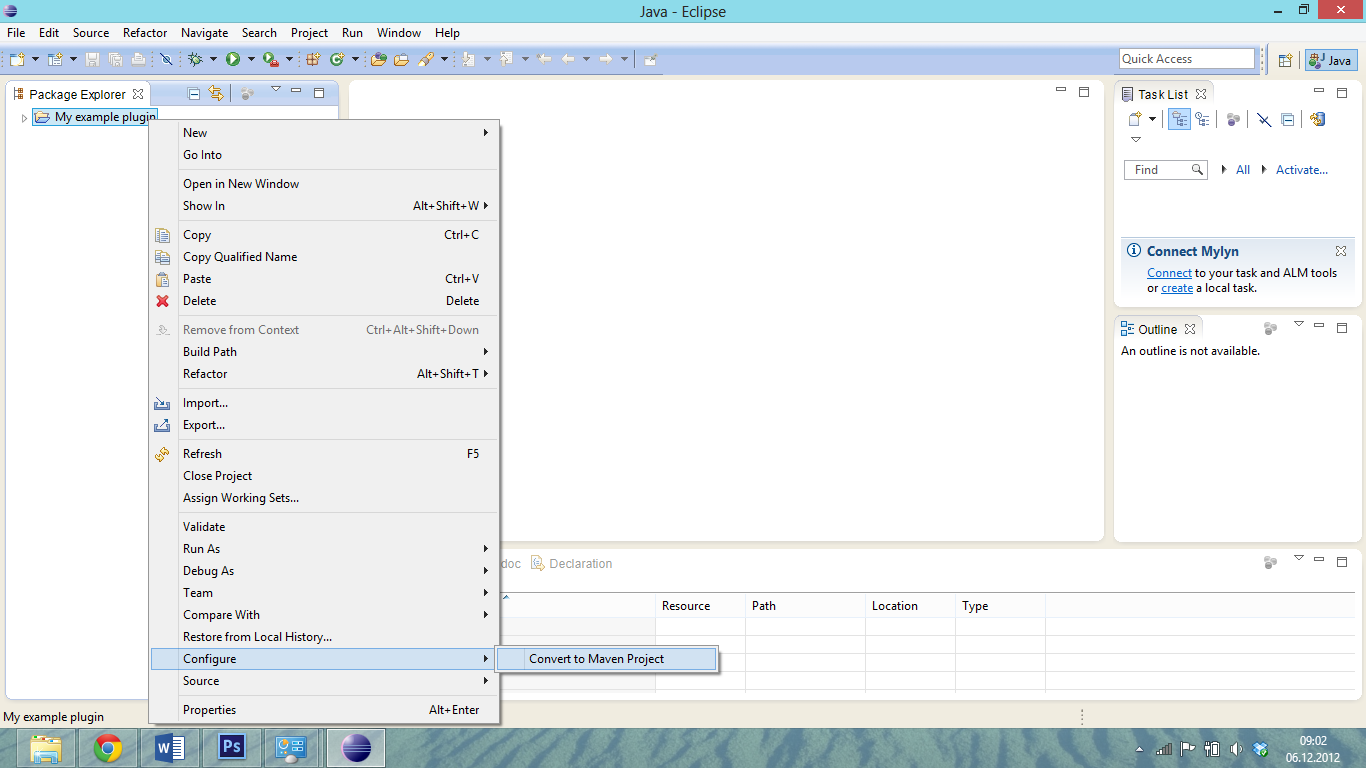 Java - Eclipse
File Edit Source Refactor Navigate Search Project Run Window Help
Quick Access
Java
Package Explorer
My example plugin
New
Go Into
Open in New Window
Show In Alt+Shift+W
Copy Ctrl+C
Copy Qualified Name
Paste Ctrl+V
Delete Delete
Remove from Context Ctrl+Alt+Shift+Down
Build Path
Refactor Alt+Shift+T
Import...
Export...
Refresh F5
Close Project
Assign Working Sets...
Validate
Run As
Debug As
Team
Compare With
Restore from Local History...
Configure
Convert to Maven Project
Source
Properties Alt+Enter
Task List
Find All Activate...
Connect Mylyn
Connect to your task and ALM tools
or create a local task.
Outline
An outline is not available.
doc Declaration
Resource Path Location Type
My example plugin
W Ps
09:02
06.12.2012